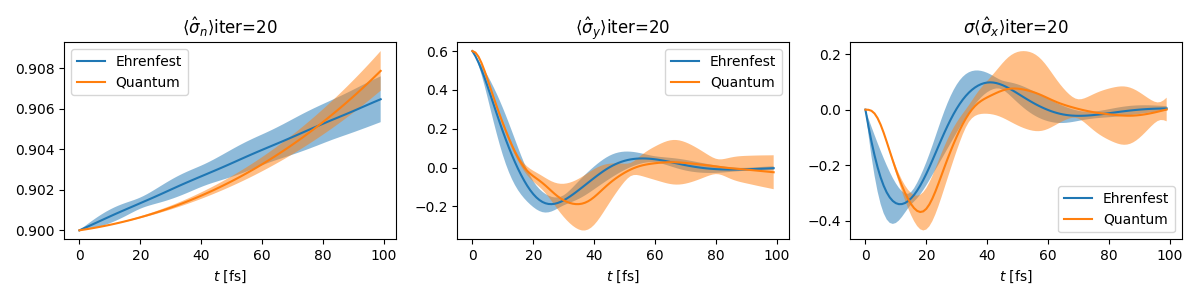 ⟨σ̂ₙ⟩iter=20
0.908
0.906
0.904
0.902
0.900
Ehrenfest
Quantum
0 20 40 60 80 100
t [fs]
⟨σ̂ᵧ⟩iter=20
0.6
0.4
0.2
0.0
−0.2
Ehrenfest
Quantum
0 20 40 60 80 100
t [fs]
σ⟨σ̂ₓ⟩iter=20
0.2
0.0
−0.2
−0.4
Ehrenfest
Quantum
0 20 40 60 80 100
t [fs]